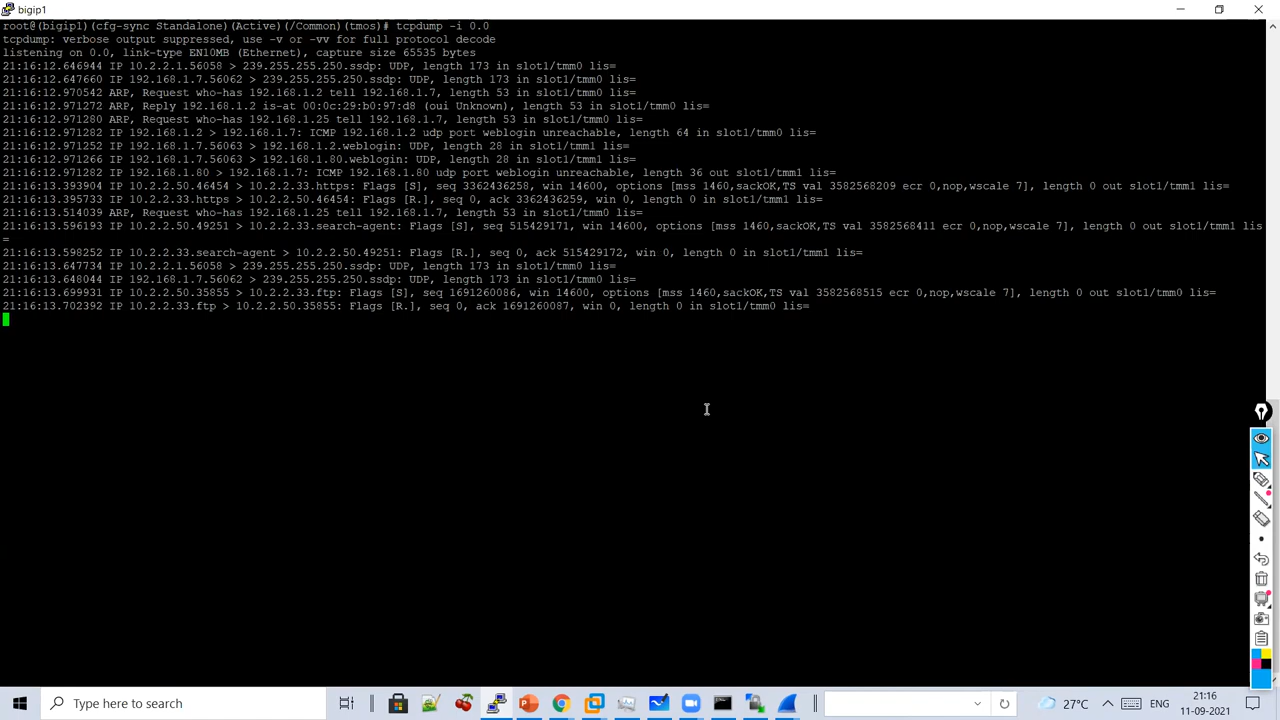 bigip1
root@(bigip1)(cfg-sync Standalone)(Active)(/Common)(tmos)# tcpdump -i 0.0
tcpdump: verbose output suppressed, use -v or -vv for full protocol decode
listening on 0.0, link-type EN10MB (Ethernet), capture size 65535 bytes
21:16:12.646944 IP 10.2.2.1.56058 > 239.255.255.250.ssdp: UDP, length 173 in slot1/tmm0 lis=
21:16:12.647660 IP 192.168.1.7.56062 > 239.255.255.250.ssdp: UDP, length 173 in slot1/tmm0 lis=
21:16:12.970542 ARP, Request who-has 192.168.1.2 tell 192.168.1.7, length 53 in slot1/tmm0 lis=
21:16:12.971272 ARP, Reply 192.168.1.2 is-at 00:0c:29:b0:97:d8 (oui Unknown), length 53 in slot1/tmm0 lis=
21:16:12.971280 ARP, Request who-has 192.168.1.25 tell 192.168.1.7, length 53 in slot1/tmm0 lis=
21:16:12.971282 IP 192.168.1.2 > 192.168.1.7: ICMP 192.168.1.2 udp port weblogin unreachable, length 64 in slot1/tmm0 lis=
21:16:12.971252 IP 192.168.1.7.56063 > 192.168.1.2.weblogin: UDP, length 28 in slot1/tmm1 lis=
21:16:12.971266 IP 192.168.1.7.56063 > 192.168.1.80.weblogin: UDP, length 28 in slot1/tmm1 lis=
21:16:12.971282 IP 192.168.1.80 > 192.168.1.7: ICMP 192.168.1.80 udp port weblogin unreachable, length 36 out slot1/tmm1 lis=
21:16:13.393904 IP 10.2.2.50.46454 > 10.2.2.33.https: Flags [S], seq 3362436258, win 14600, options [mss 1460,sackOK,TS val 3582568209 ecr 0,nop,wscale 7], length 0 out slot1/tmm1 lis=
21:16:13.395733 IP 10.2.2.33.https > 10.2.2.50.46454: Flags [R.], seq 0, ack 3362436259, win 0, length 0 in slot1/tmm1 lis=
21:16:13.514039 ARP, Request who-has 192.168.1.25 tell 192.168.1.7, length 53 in slot1/tmm0 lis=
21:16:13.596193 IP 10.2.2.50.49251 > 10.2.2.33.search-agent: Flags [S], seq 515429171, win 14600, options [mss 1460,sackOK,TS val 3582568411 ecr 0,nop,wscale 7], length 0 out slot1/tmm1 lis
=
21:16:13.598252 IP 10.2.2.33.search-agent > 10.2.2.50.49251: Flags [R.], seq 0, ack 515429172, win 0, length 0 in slot1/tmm1 lis=
21:16:13.647734 IP 10.2.2.1.56058 > 239.255.255.250.ssdp: UDP, length 173 in slot1/tmm0 lis=
21:16:13.648044 IP 192.168.1.7.56062 > 239.255.255.250.ssdp: UDP, length 173 in slot1/tmm0 lis=
21:16:13.699931 IP 10.2.2.50.35855 > 10.2.2.33.ftp: Flags [S], seq 1691260086, win 14600, options [mss 1460,sackOK,TS val 3582568515 ecr 0,nop,wscale 7], length 0 out slot1/tmm0 lis=
21:16:13.702392 IP 10.2.2.33.ftp > 10.2.2.50.35855: Flags [R.], seq 0, ack 1691260087, win 0, length 0 in slot1/tmm0 lis=
Type here to search
27°C
ENG
21:16
11-09-2021